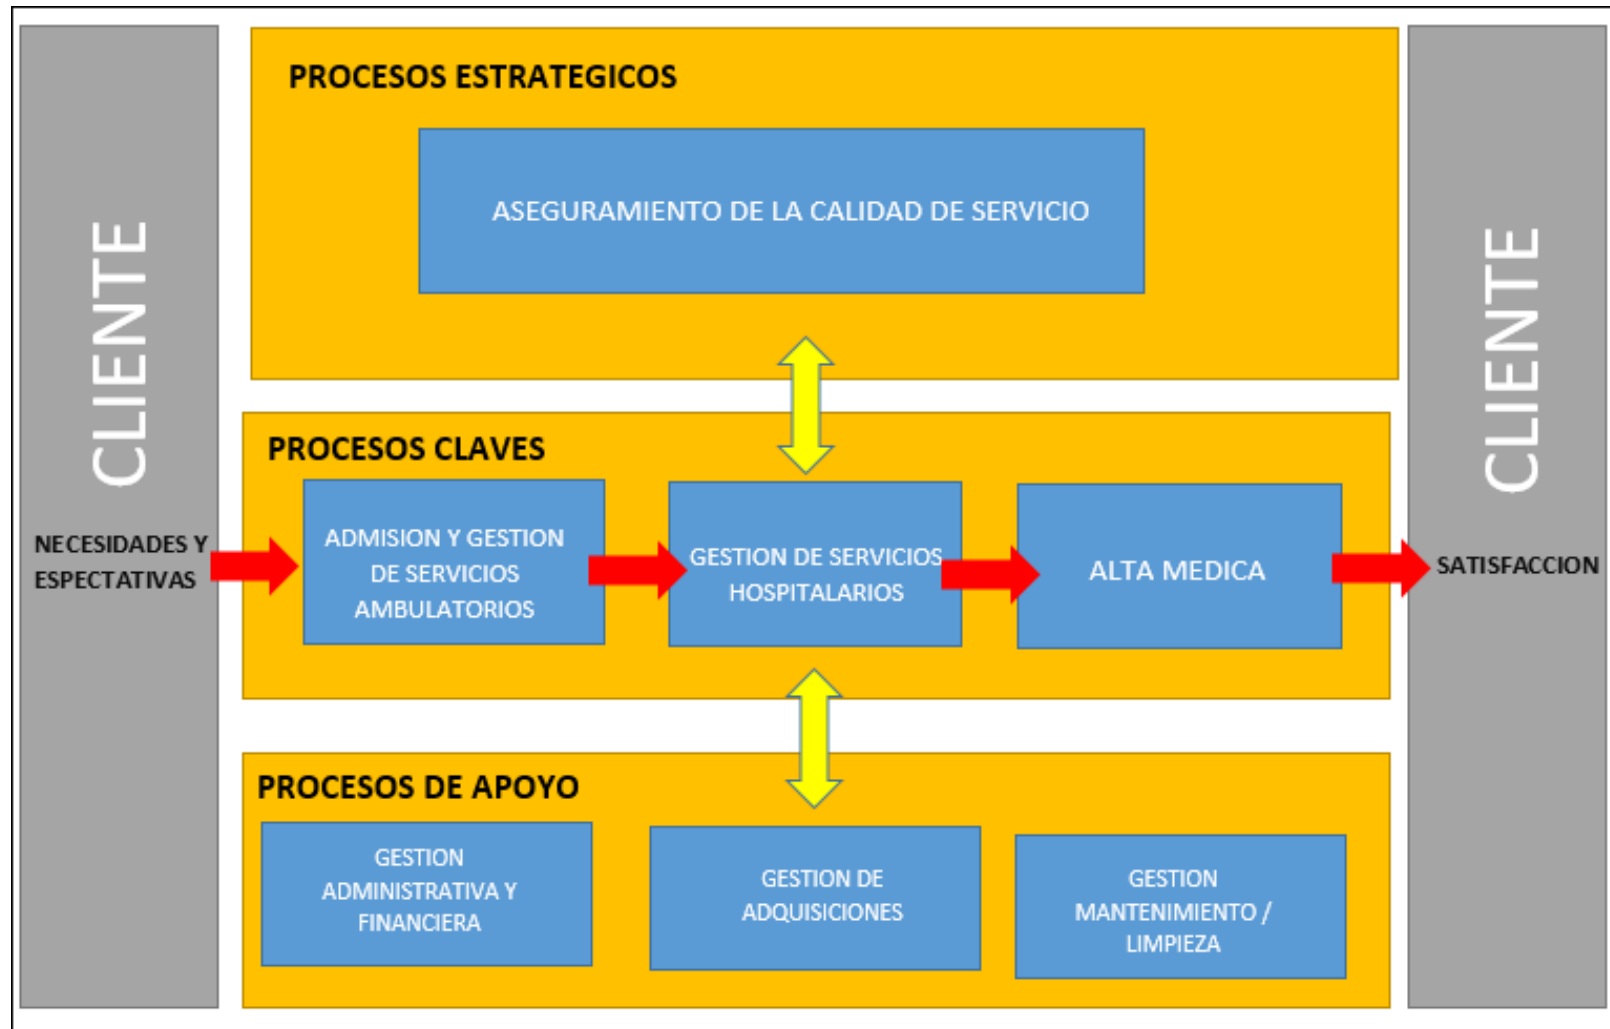 CLIENTE
NECESIDADES Y
ESPECTATIVAS
PROCESOS ESTRATEGICOS
ASEGURAMIENTO DE LA CALIDAD DE SERVICIO
PROCESOS CLAVES
ADMISION Y GESTION
DE SERVICIOS
AMBULATORIOS
GESTION DE SERVICIOS
HOSPITALARIOS
ALTA MEDICA
PROCESOS DE APOYO
GESTION
ADMINISTRATIVA Y
FINANCIERA
GESTION DE
ADQUISICIONES
GESTION
MANTENIMIENTO /
LIMPIEZA
CLIENTE
SATISFACCION